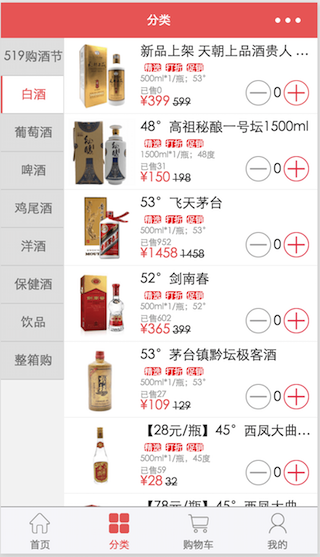 分类
519购酒节
白酒
葡萄酒
啤酒
鸡尾酒
洋酒
保健酒
饮品
整箱购
新品上架 天朝上品酒贵人 ...
精选 打折 促销
500ml*1/瓶；53°
已售0
¥399 599
0
48° 高祖秘酿一号坛1500ml
精选 打折 促销
1500ml*1/瓶，48度
已售31
¥150 198
0
53° 飞天茅台
精选 打折 促销
500ml*1/瓶；53°
已售952
¥1458 1458
0
52° 剑南春
精选 打折 促销
500ml*1/瓶；52°
已售602
¥365 399
0
53° 茅台镇黔坛极客酒
精选 打折 促销
500ml*1/瓶；53°
已售27
¥109 129
0
【28元/瓶】45° 西凤大曲...
精选 打折 促销
500ml*1/瓶，45度
已售59
¥28 32
0
【78元/瓶】45° 西凤大曲...
首页
分类
购物车
我的